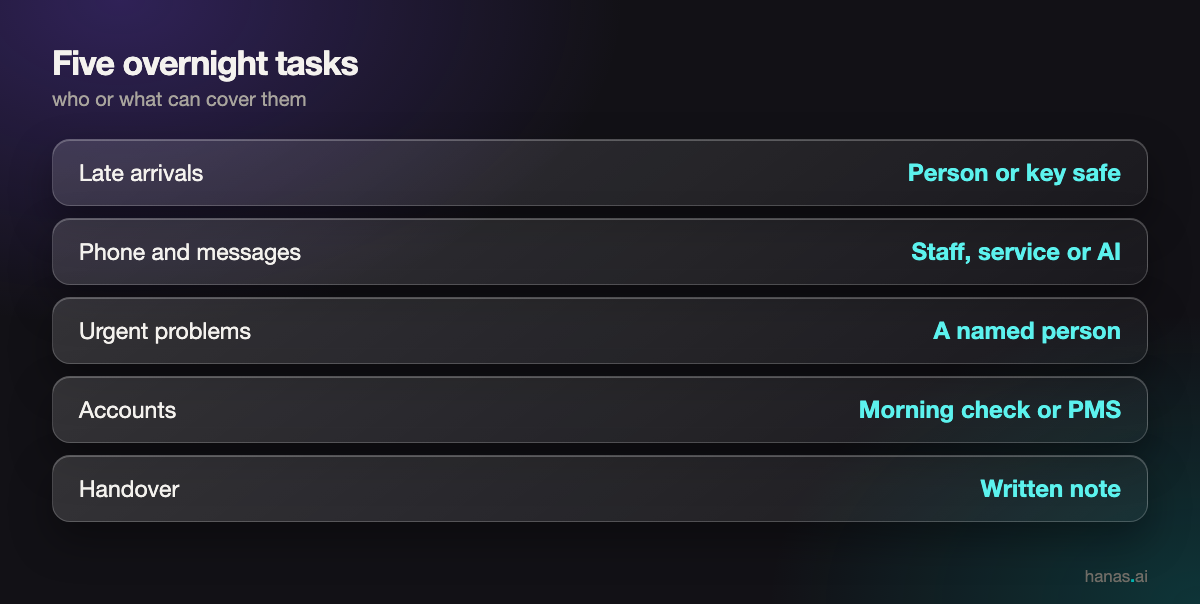 Five overnight tasks
who or what can cover them
Late arrivals Person or key safe
Phone and messages Staff, service or AI
Urgent problems A named person
Accounts Morning check or PMS
Handover Written note
hanas.ai